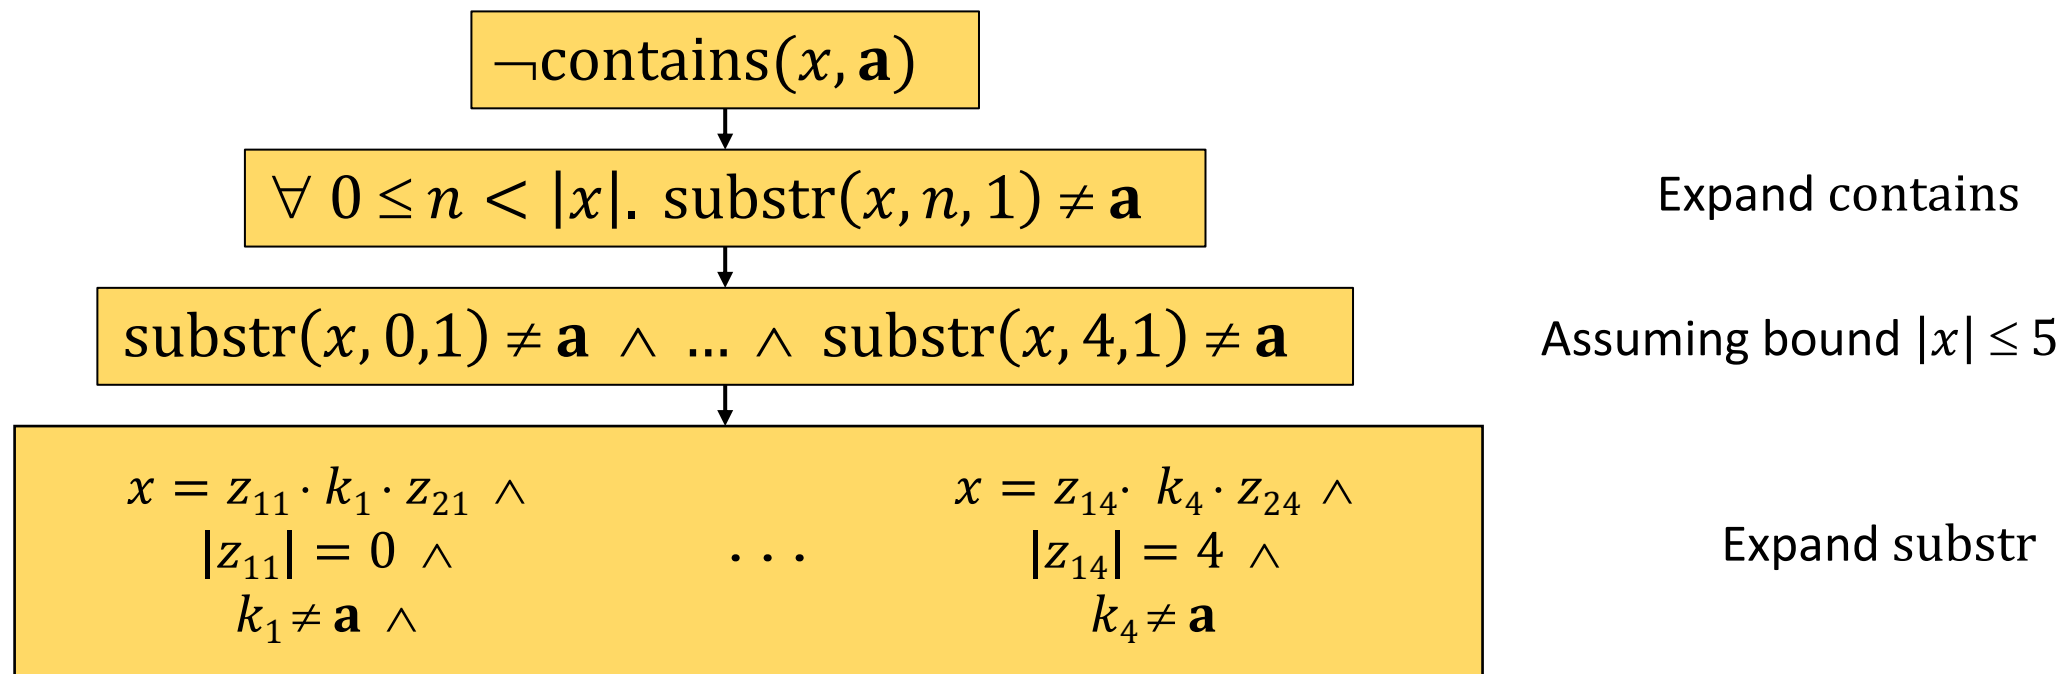 ¬contains(x, a)
∀ 0 ≤ n < |x|. substr(x, n, 1) ≠ a
Expand contains
substr(x, 0,1) ≠ a ∧ ... ∧ substr(x, 4,1) ≠ a
Assuming bound |x| ≤ 5
x = z₁₁ · k₁ · z₂₁ ∧
|z₁₁| = 0 ∧
k₁ ≠ a ∧
· · ·
x = z₁₄ · k₄ · z₂₄ ∧
|z₁₄| = 4 ∧
k₄ ≠ a
Expand substr